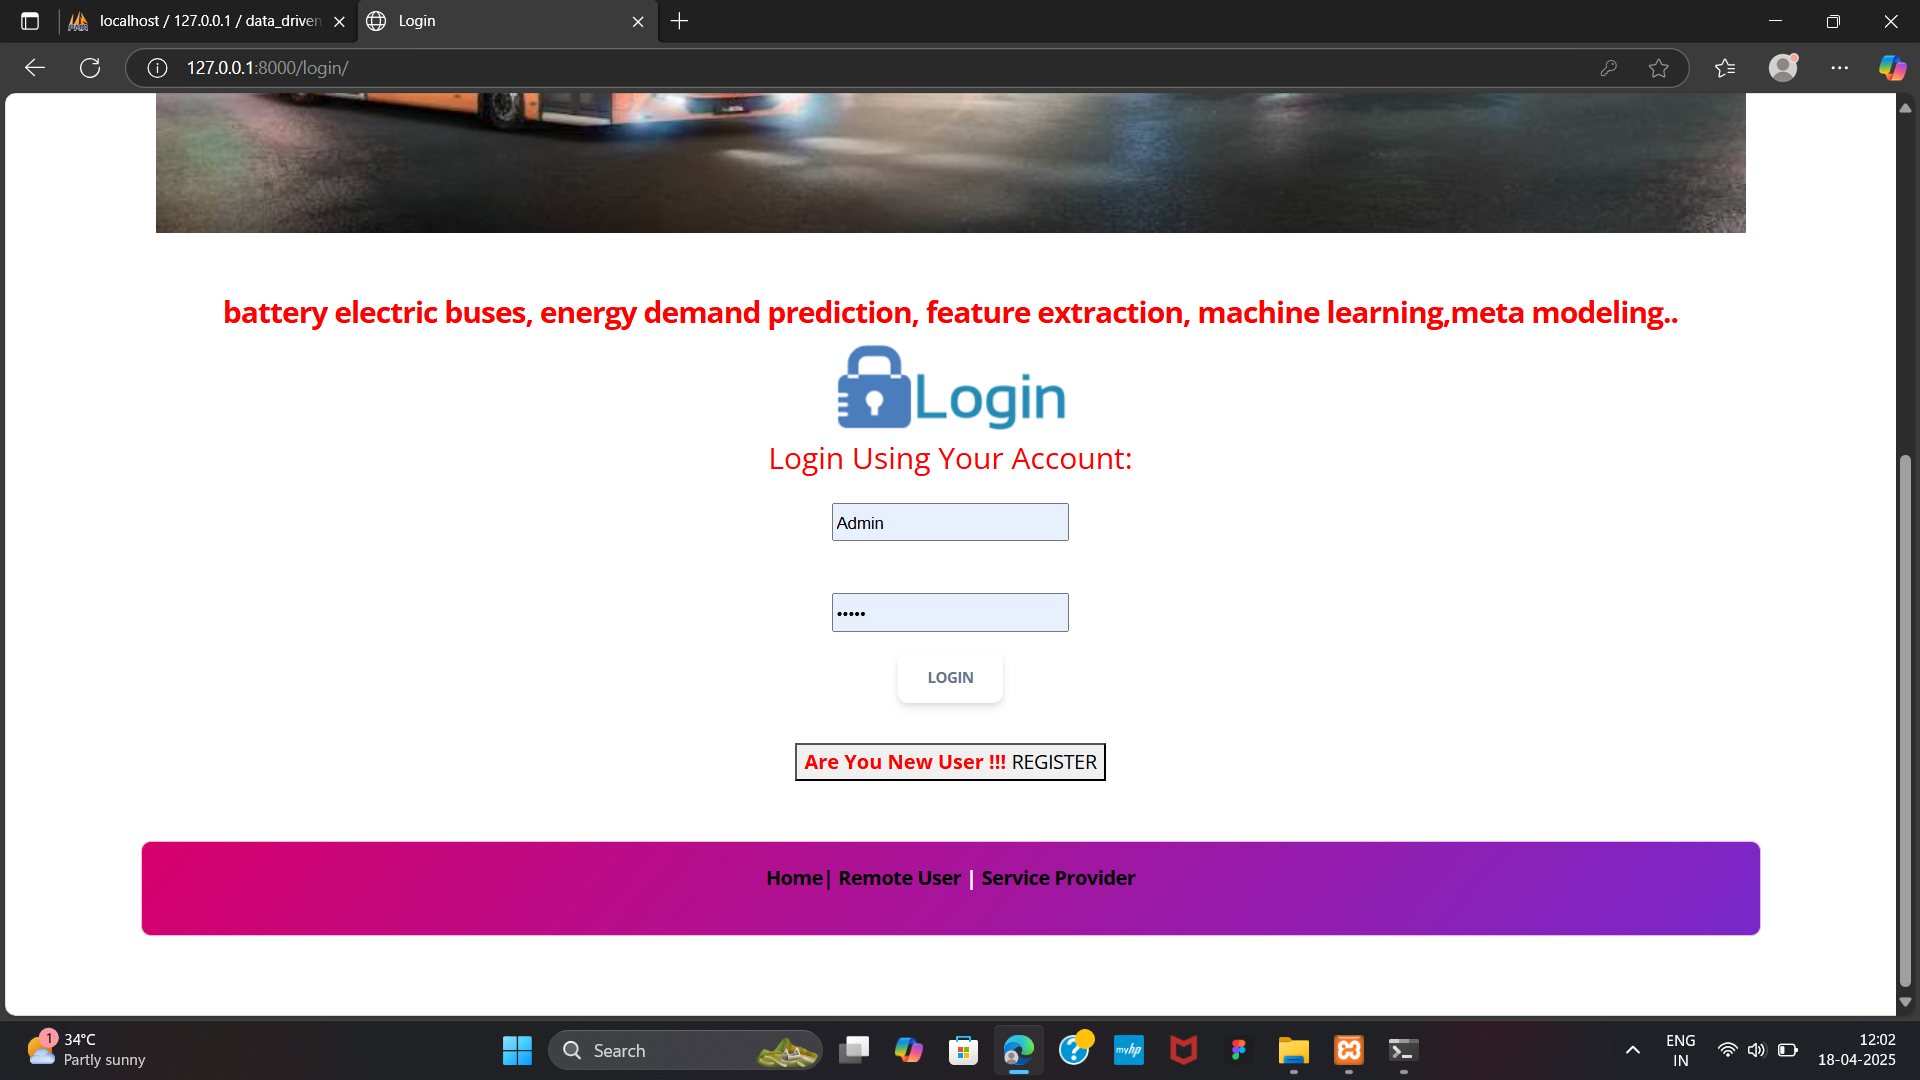 localhost / 127.0.0.1 / data_driven
Login
127.0.0.1:8000/login/
battery electric buses, energy demand prediction, feature extraction, machine learning,meta modeling..
Login
Login Using Your Account:
Admin
•••••
LOGIN
Are You New User !!! REGISTER
Home| Remote User | Service Provider
1
34°C
Partly sunny
Search
myhp
ENG
IN
12:02
18-04-2025